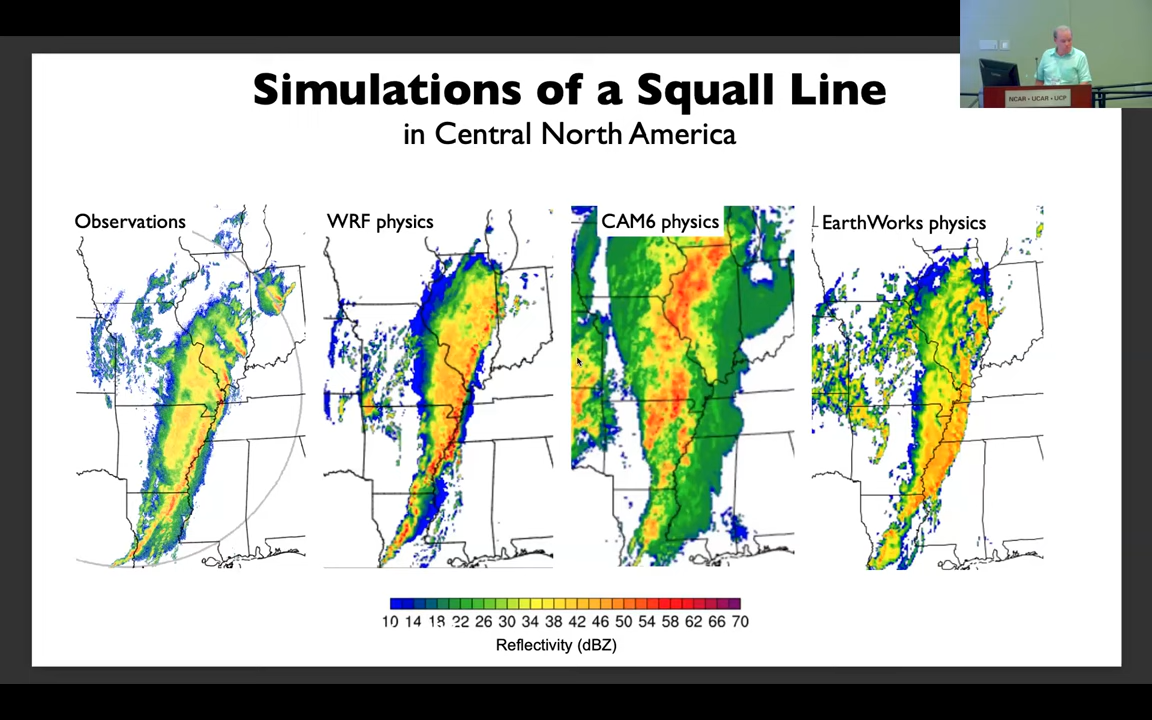 Simulations of a Squall Line
in Central North America
NCAR • UCAR • UCP
Observations
WRF physics
CAM6 physics
EarthWorks physics
10 14 18 22 26 30 34 38 42 46 50 54 58 62 66 70
Reflectivity (dBZ)